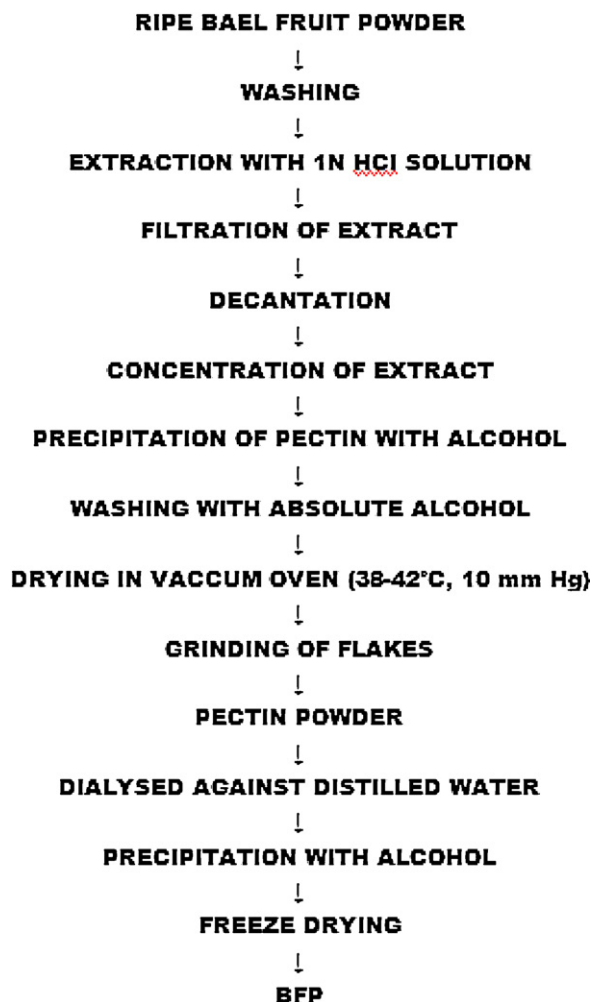 RIPE BAEL FRUIT POWDER
↓
WASHING
↓
EXTRACTION WITH 1N HCl SOLUTION
↓
FILTRATION OF EXTRACT
↓
DECANTATION
↓
CONCENTRATION OF EXTRACT
↓
PRECIPITATION OF PECTIN WITH ALCOHOL
↓
WASHING WITH ABSOLUTE ALCOHOL
↓
DRYING IN VACCUM OVEN (38-42°C, 10 mm Hg)
↓
GRINDING OF FLAKES
↓
PECTIN POWDER
↓
DIALYSED AGAINST DISTILLED WATER
↓
PRECIPITATION WITH ALCOHOL
↓
FREEZE DRYING
↓
BFP